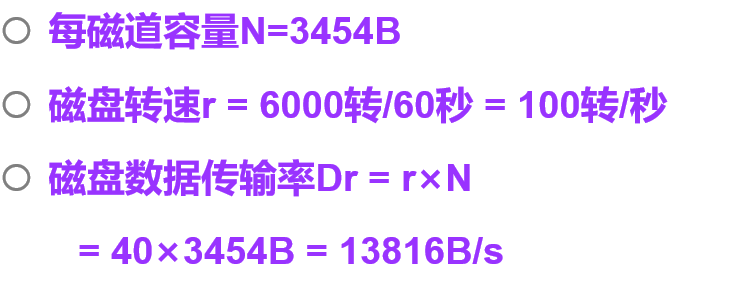 每磁道容量N=3454B
磁盘转速r = 6000转/60秒 = 100转/秒
磁盘数据传输率Dr = r×N
= 40×3454B = 13816B/s